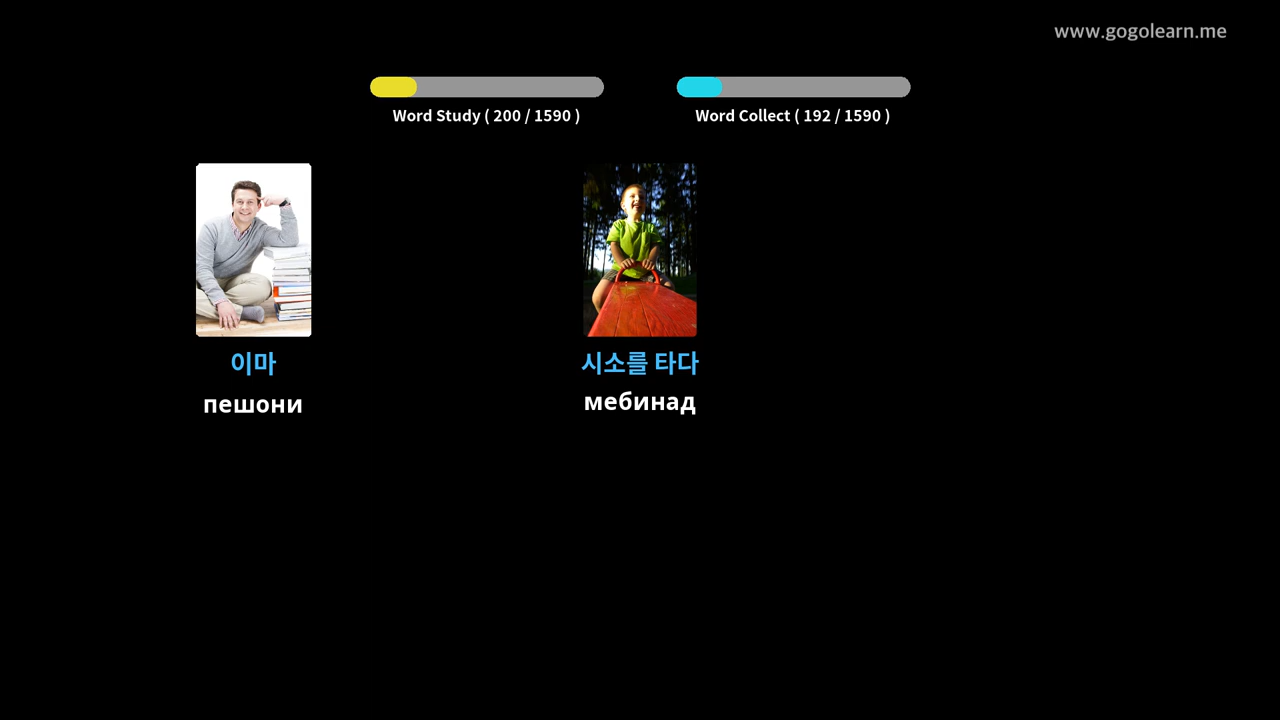 www.gogolearn.me
Word Study ( 200 / 1590 )
Word Collect ( 192 / 1590 )
이마
пешони
시소를 타다
мебинад